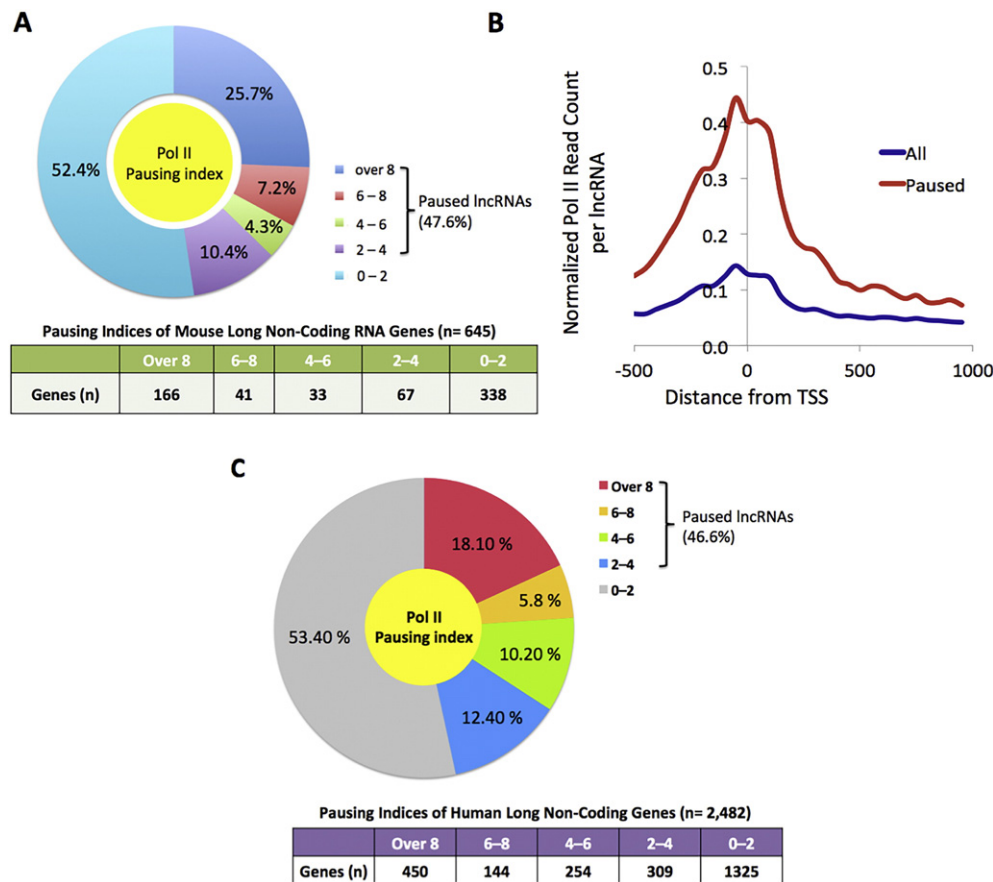 A
25.7%
7.2%
4.3%
10.4%
52.4%
Pol II
Pausing index
over 8
6 – 8
4 – 6
2 – 4
0 – 2
Paused lncRNAs
(47.6%)
Pausing Indices of Mouse Long Non-Coding RNA Genes (n= 645)
Over 8 6–8 4–6 2–4 0–2
Genes (n) 166 41 33 67 338
B
Normalized Pol II Read Count
per lncRNA
0.5
0.4
0.3
0.2
0.1
0.0
-500 0 500 1000
Distance from TSS
All
Paused
C
18.10 %
5.8 %
10.20 %
12.40 %
53.40 %
Pol II
Pausing index
Over 8
6–8
4–6
2–4
0–2
Paused lncRNAs
(46.6%)
Pausing Indices of Human Long Non-Coding Genes (n= 2,482)
Over 8 6–8 4–6 2–4 0–2
Genes (n) 450 144 254 309 1325